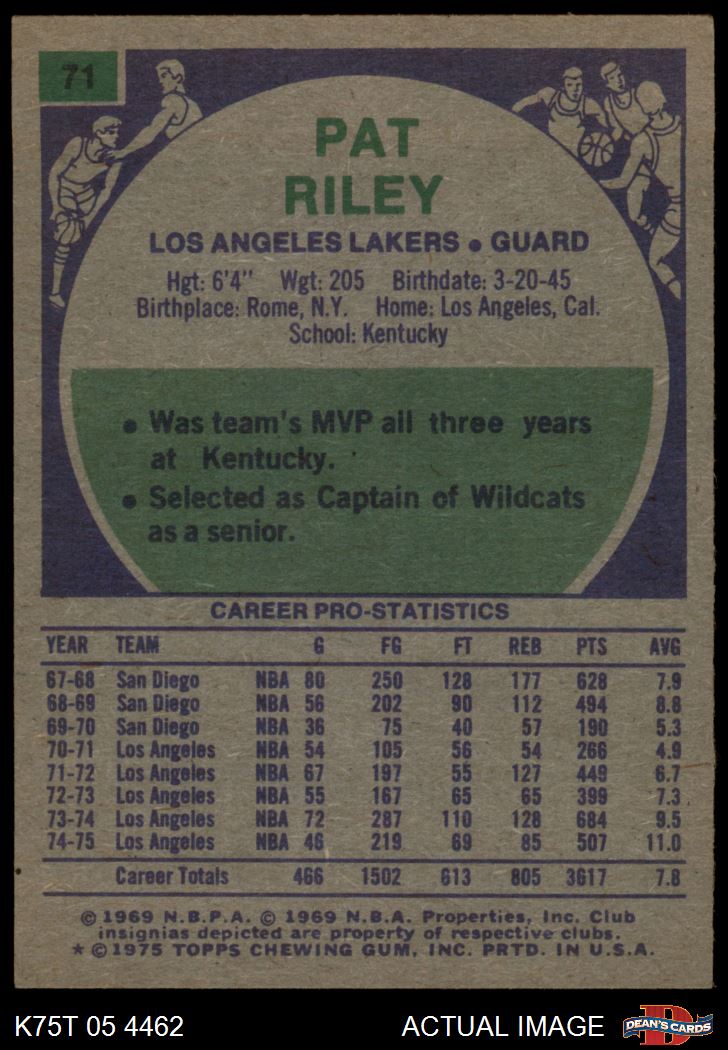 71
PAT
RILEY
LOS ANGELES LAKERS • GUARD
Hgt: 6'4" Wgt: 205 Birthdate: 3-20-45
Birthplace: Rome, N.Y. Home: Los Angeles, Cal.
School: Kentucky
• Was team's MVP all three years
at Kentucky.
• Selected as Captain of Wildcats
as a senior.
CAREER PRO-STATISTICS
YEAR TEAM G FG FT REB PTS AVG
67-68 San Diego NBA 80 250 128 177 628 7.9
68-69 San Diego NBA 56 202 90 112 494 8.8
69-70 San Diego NBA 36 75 40 57 190 5.3
70-71 Los Angeles NBA 54 105 56 54 266 4.9
71-72 Los Angeles NBA 67 197 55 127 449 6.7
72-73 Los Angeles NBA 55 167 65 65 399 7.3
73-74 Los Angeles NBA 72 287 110 128 684 9.5
74-75 Los Angeles NBA 46 219 69 85 507 11.0
Career Totals 466 1502 613 805 3617 7.8
© 1969 N.B.P.A. © 1969 N.B.A. Properties, Inc. Club
insignias depicted are property of respective clubs.
* © 1975 TOPPS CHEWING GUM, INC. PRTD. IN U.S.A.
K75T 05 4462 ACTUAL IMAGE
D
DEAN'S CARDS